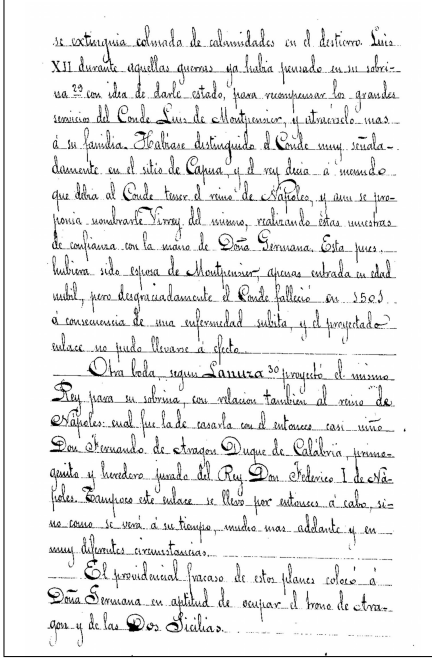 se extinguia colmada de calamidades en el destierro. Luis
XII durante aquellas guerras ya habia pensado en su sobri-
na 29 con idea de darle estado, para recompensar los grandes
servicios del Conde Luis de Montpensier, y atraerselo mas
á su familia. Habiase distinguido el Conde muy señala-
damente en el sitio de Capua, y el rey decia á menudo
que debia al Conde tener el reino de Nápoles, y aun se pro-
ponia nombrarle Virrey del mismo, realizando estas muestras
de confianza con la mano de Doña Germana. Esta pues
hubiera sido esposa de Montpensier, apenas entrada en edad
nubil, pero desgraciadamente el Conde falleció en 1501
á consecuencia de una enfermedad subita, y el proyectado
enlace no pudo llevarse á efecto.
Otra boda, segun Lanuza 30 proyectó el mismo
Rey para su sobrina, con relacion tambien al reino de
Nápoles: cual fue la de casarla con el entonces casi niño
Don Fernando de Aragon Duque de Calabria, primo-
genito y heredero jurado del Rey Don Federico I de Ná-
poles. Tampoco este enlace se llevo por entonces á cabo, si-
no como se verá á su tiempo, mucho mas adelante y en
muy diferentes circunstancias.
El providencial fracaso de estos planes colocó á
Doña Germana en aptitud de ocupar el trono de Ara-
gon y de las Dos Sicilias.